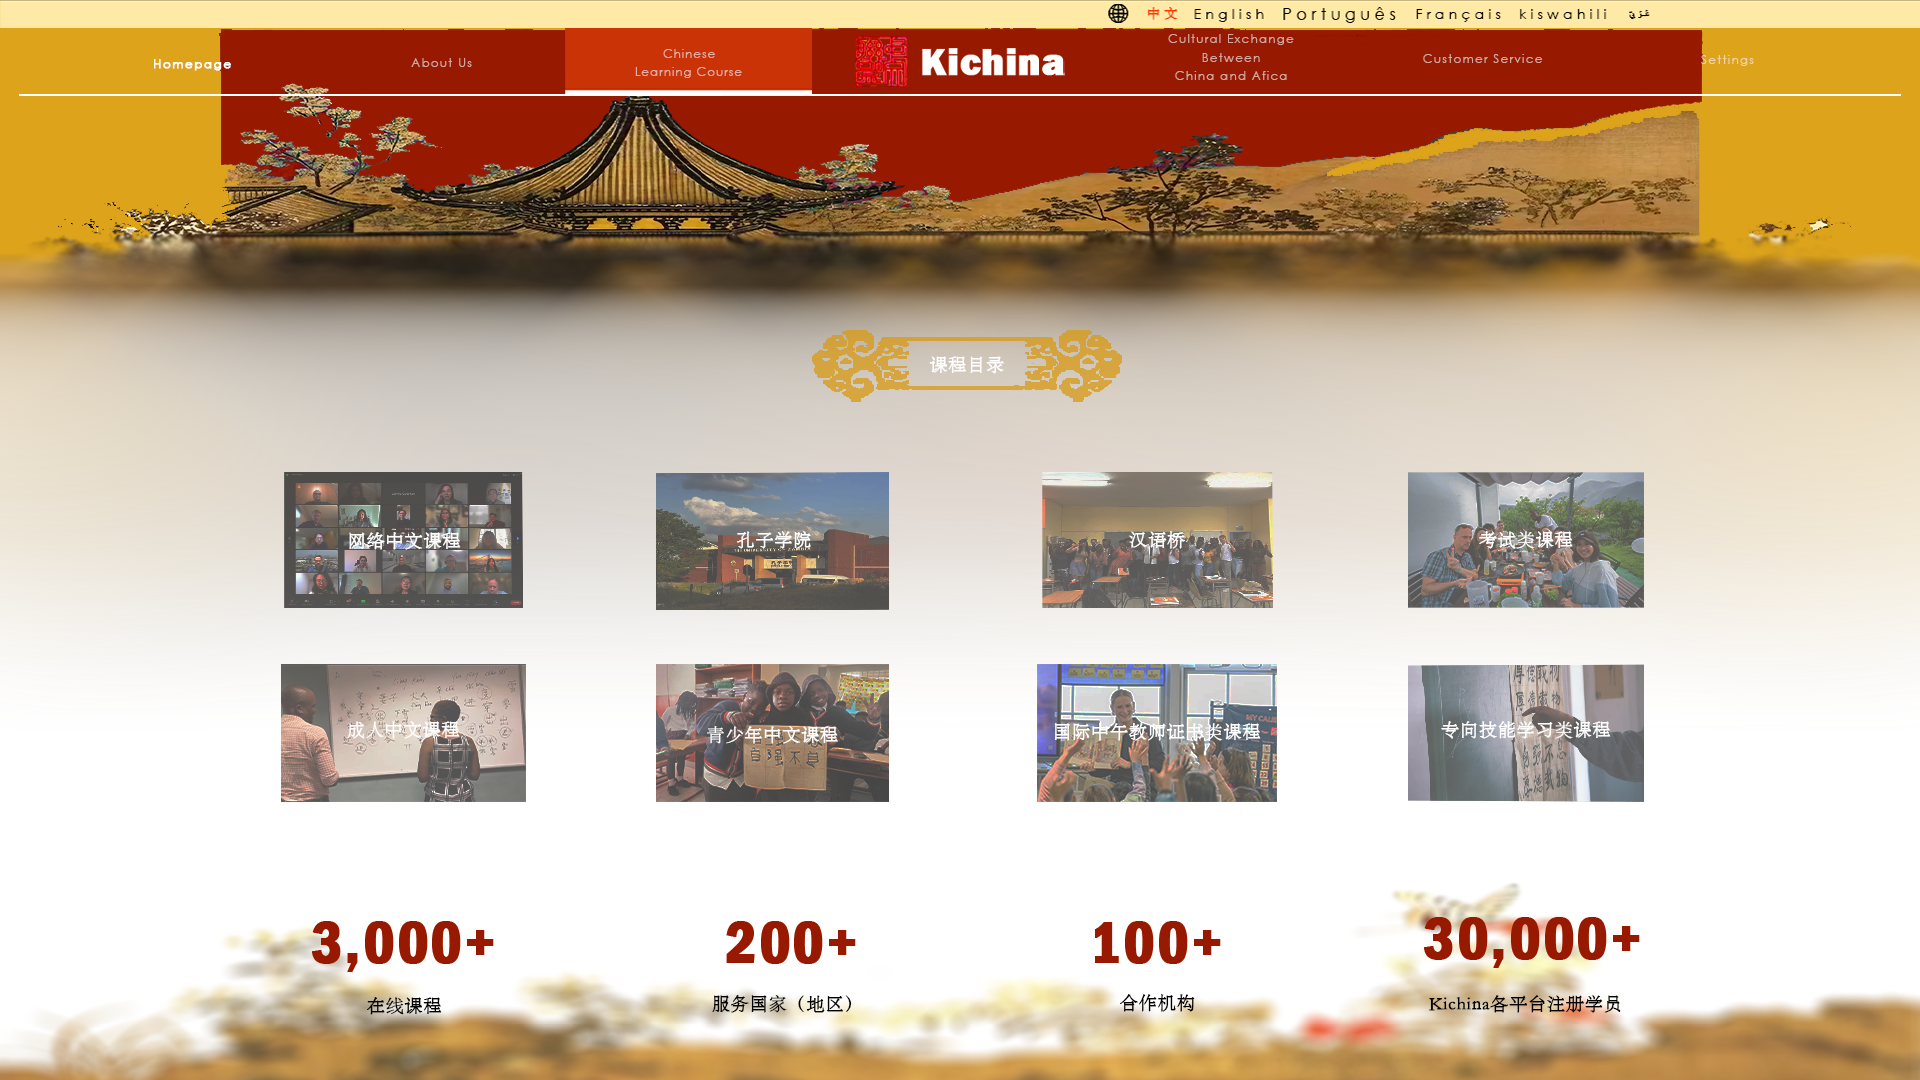 中文 English Português Français kiswahili
Homepage
About Us
Chinese
Learning Course
Kichina
Cultural Exchange
Between
China and Afica
Customer Service
Settings
课程目录
网络中文课程
孔子学院
汉语桥
考试类课程
成人中文课程
青少年中文课程
自强不息
国际中午教师证书类课程
专向技能学习类课程
3,000+
200+
100+
30,000+
在线课程
服务国家（地区）
合作机构
Kichina各平台注册学员